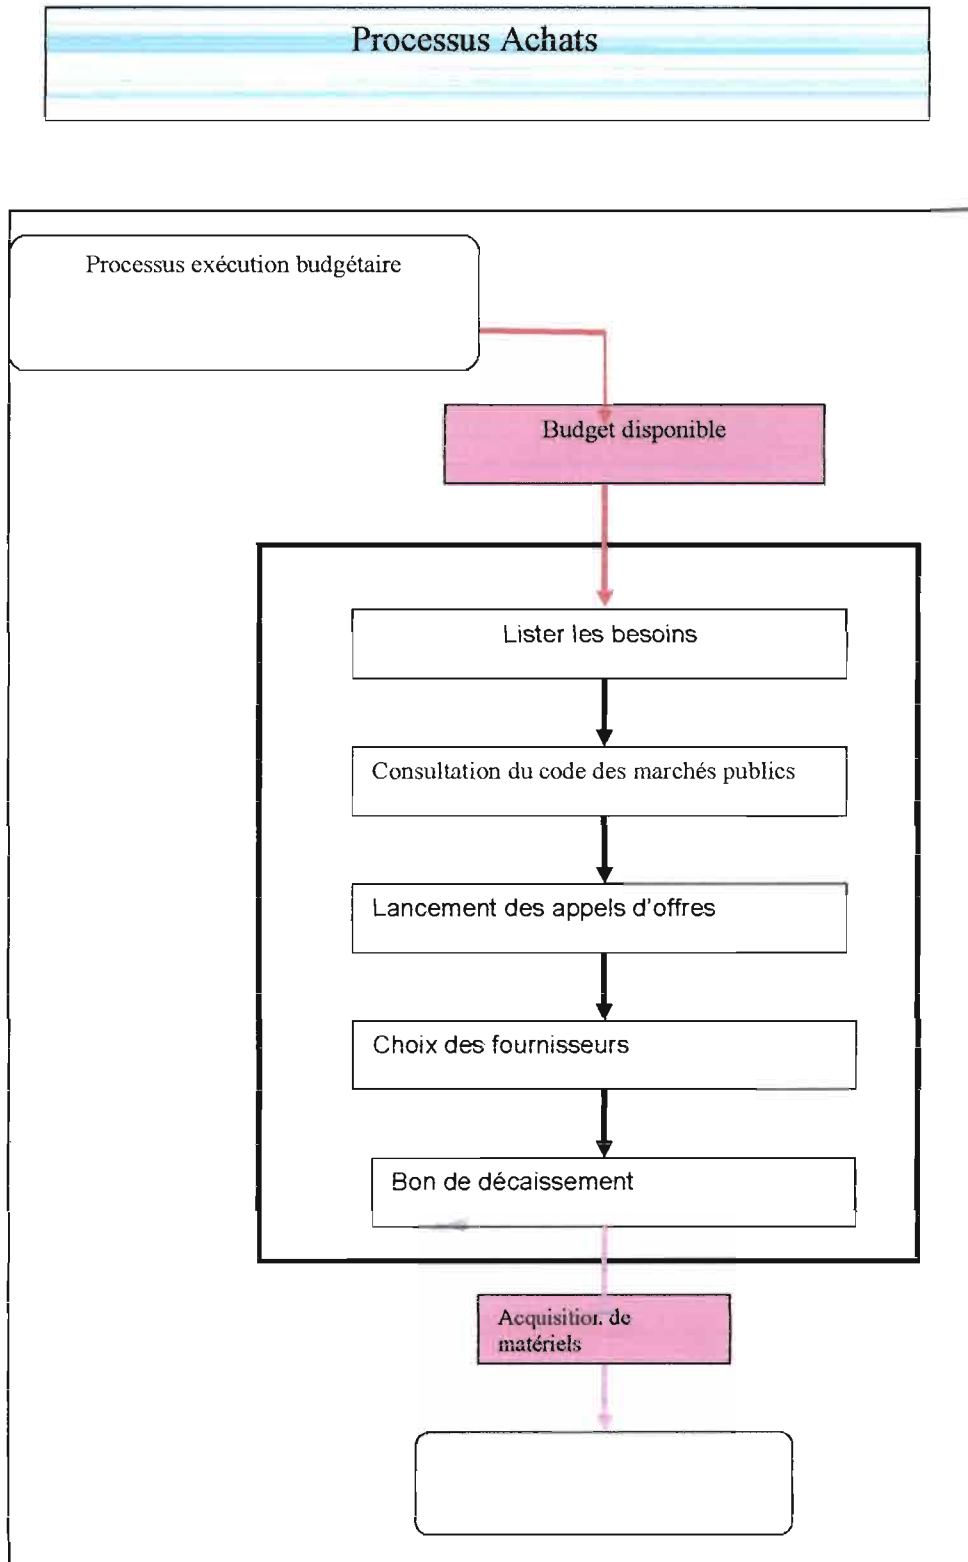 Processus Achats
Processus exécution budgétaire
Budget disponible
Lister les besoins
Consultation du code des marchés publics
Lancement des appels d'offres
Choix des fournisseurs
Bon de décaissement
Acquisition de
matériels